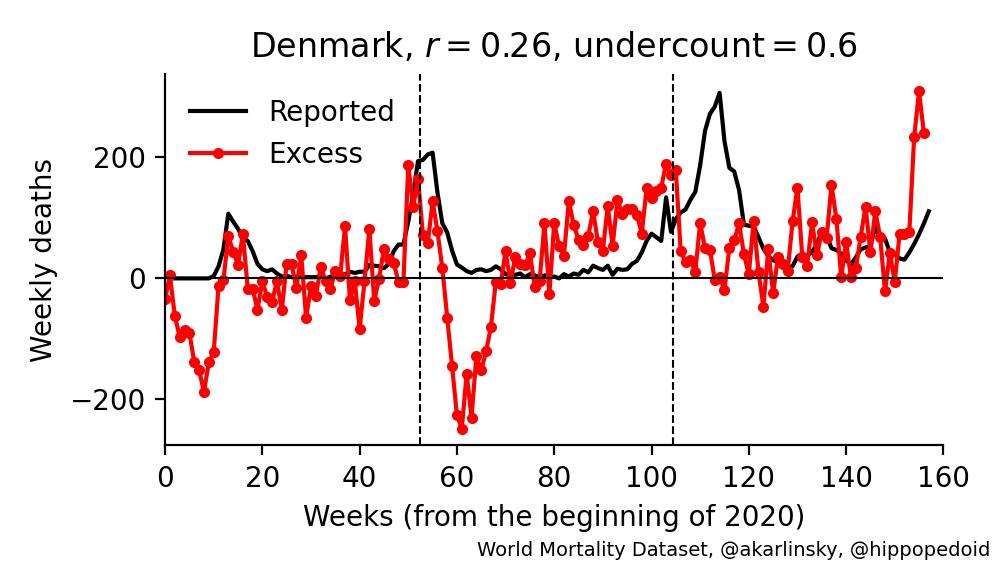 Denmark, r = 0.26, undercount = 0.6
Reported
Excess
Weekly deaths
200
0
−200
0 20 40 60 80 100 120 140 160
Weeks (from the beginning of 2020)
World Mortality Dataset, @akarlinsky, @hippopedoid